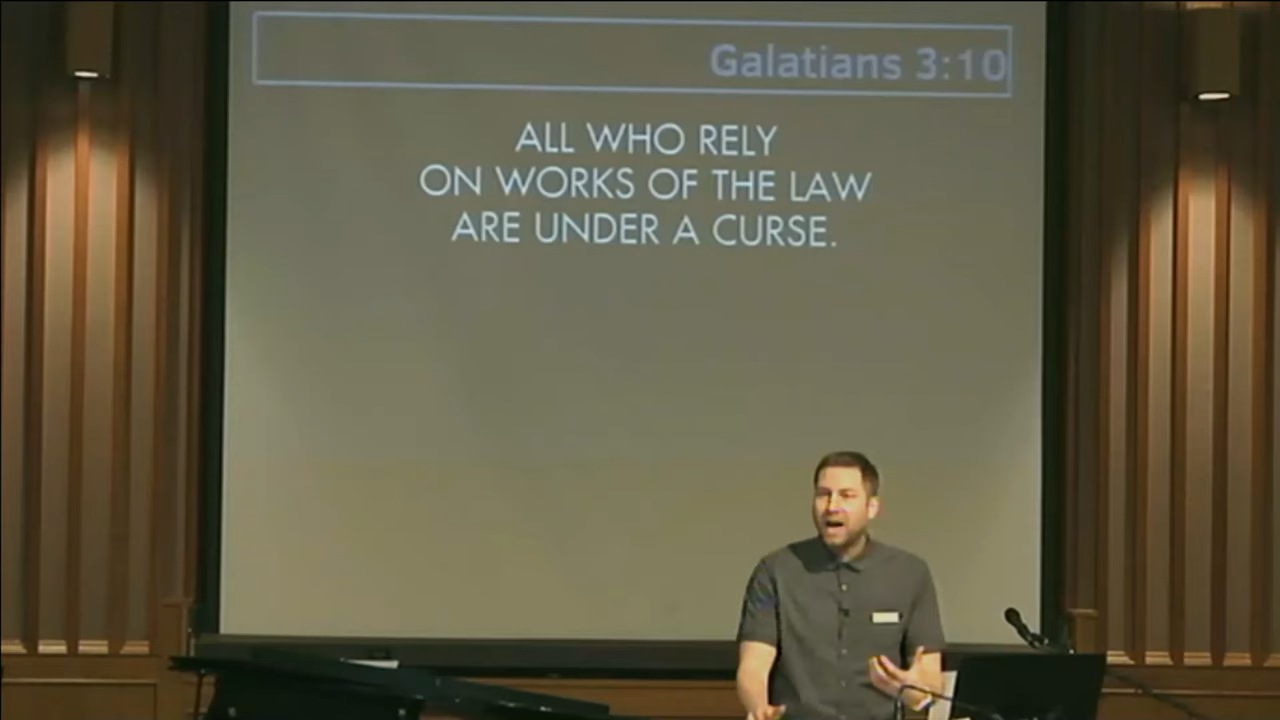 Galatians 3:10
ALL WHO RELY
ON WORKS OF THE LAW
ARE UNDER A CURSE.